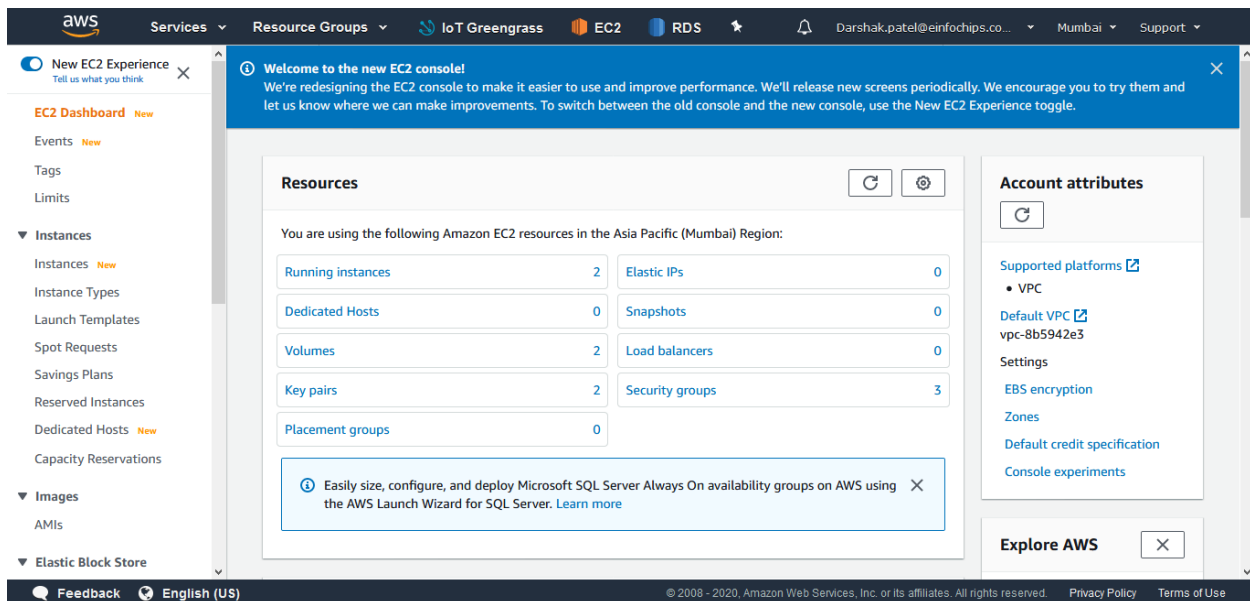 aws Services Resource Groups IoT Greengrass EC2 RDS Darshak.patel@einfochips.co... Mumbai Support
New EC2 Experience
Tell us what you think
EC2 Dashboard New
Events New
Tags
Limits
Instances
Instances New
Instance Types
Launch Templates
Spot Requests
Savings Plans
Reserved Instances
Dedicated Hosts New
Capacity Reservations
Images
AMIs
Elastic Block Store
Welcome to the new EC2 console!
We're redesigning the EC2 console to make it easier to use and improve performance. We'll release new screens periodically. We encourage you to try them and
let us know where we can make improvements. To switch between the old console and the new console, use the New EC2 Experience toggle.
Resources
You are using the following Amazon EC2 resources in the Asia Pacific (Mumbai) Region:
Running instances 2 Elastic IPs 0
Dedicated Hosts 0 Snapshots 0
Volumes 2 Load balancers 0
Key pairs 2 Security groups 3
Placement groups 0
Easily size, configure, and deploy Microsoft SQL Server Always On availability groups on AWS using
the AWS Launch Wizard for SQL Server. Learn more
Account attributes
Supported platforms
• VPC
Default VPC
vpc-8b5942e3
Settings
EBS encryption
Zones
Default credit specification
Console experiments
Explore AWS
Feedback English (US) © 2008 - 2020, Amazon Web Services, Inc. or its affiliates. All rights reserved. Privacy Policy Terms of Use